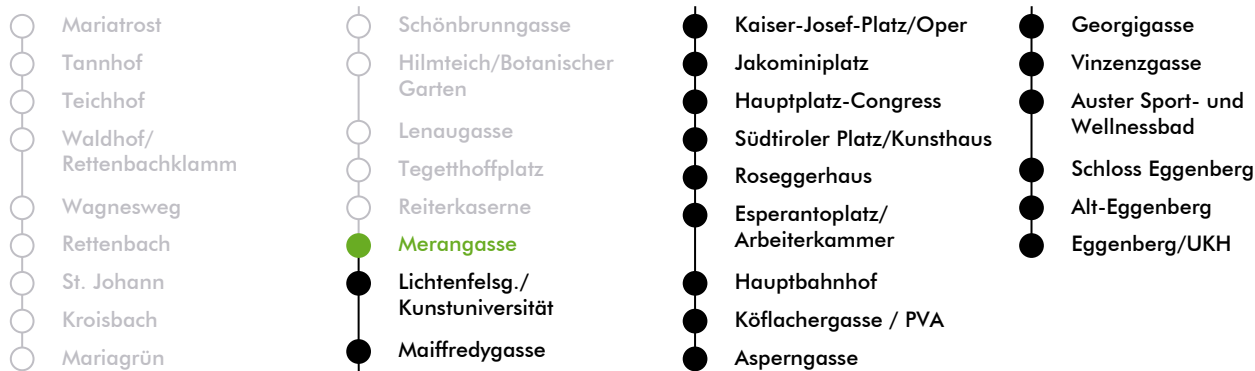 Mariatrost
Tannhof
Teichhof
Waldhof/
Rettenbachklamm
Wagnesweg
Rettenbach
St. Johann
Kroisbach
Mariagrün
Schönbrunngasse
Hilmteich/Botanischer
Garten
Lenaugasse
Tegetthoffplatz
Reiterkaserne
Merangasse
Lichtenfelsg./
Kunstuniversität
Maiffredygasse
Kaiser-Josef-Platz/Oper
Jakominiplatz
Hauptplatz-Congress
Südtiroler Platz/Kunsthaus
Roseggerhaus
Esperantoplatz/
Arbeiterkammer
Hauptbahnhof
Köflachergasse / PVA
Asperngasse
Georgigasse
Vinzenzgasse
Auster Sport- und
Wellnessbad
Schloss Eggenberg
Alt-Eggenberg
Eggenberg/UKH